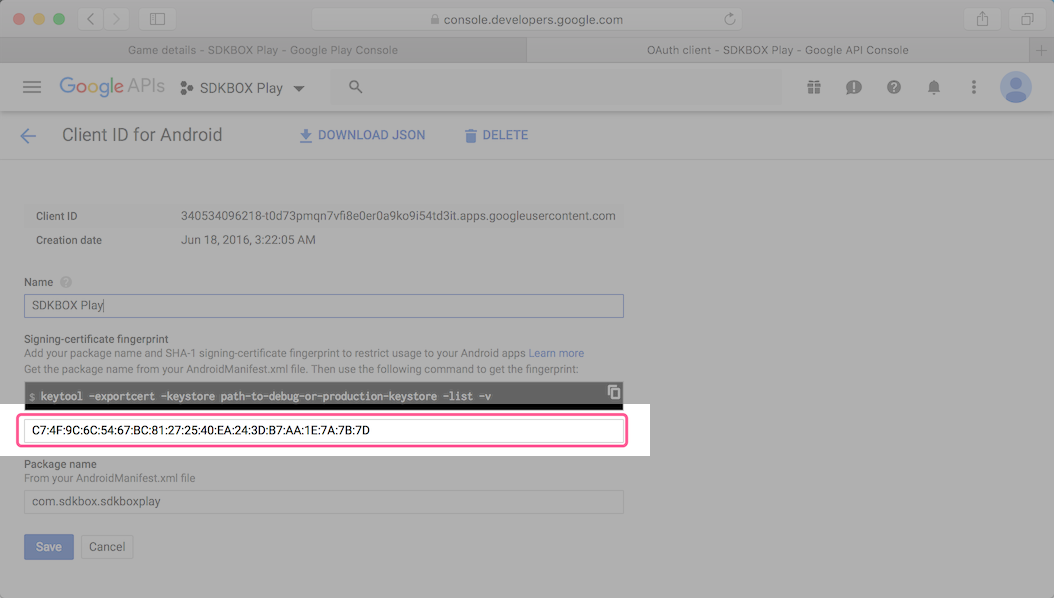 console.developers.google.com
Game details - SDKBOX Play - Google Play Console
OAuth client - SDKBOX Play - Google API Console
Google APIs
SDKBOX Play
Client ID for Android
DOWNLOAD JSON
DELETE
Client ID 340534096218-t0d73pmqn7vfi8e0er0a9ko9i54td3it.apps.googleusercontent.com
Creation date Jun 18, 2016, 3:22:05 AM
Name ?
SDKBOX Play
Signing-certificate fingerprint
Add your package name and SHA-1 signing-certificate fingerprint to restrict usage to your Android apps Learn more
Get the package name from your AndroidManifest.xml file. Then use the following command to get the fingerprint:
$ keytool -exportcert -keystore path-to-debug-or-production-keystore -list -v
C7:4F:9C:6C:54:67:BC:81:27:25:40:EA:24:3D:B7:AA:1E:7A:7B:7D
Package name
From your AndroidManifest.xml file
com.sdkbox.sdkboxplay
Save
Cancel